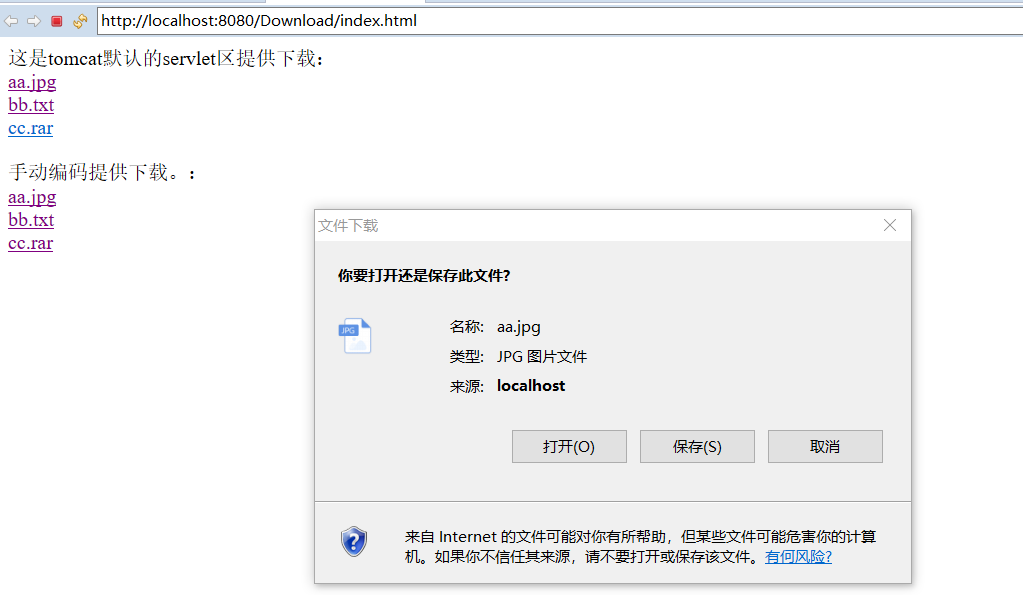 http://localhost:8080/Download/index.html
这是tomcat默认的servlet区提供下载：
aa.jpg
bb.txt
cc.rar
手动编码提供下载。：
aa.jpg
bb.txt
cc.rar
文件下载
你要打开还是保存此文件?
JPG
名称: aa.jpg
类型: JPG 图片文件
来源: localhost
打开(O) 保存(S) 取消
来自 Internet 的文件可能对你有所帮助，但某些文件可能危害你的计算
机。如果你不信任其来源，请不要打开或保存该文件。有何风险?